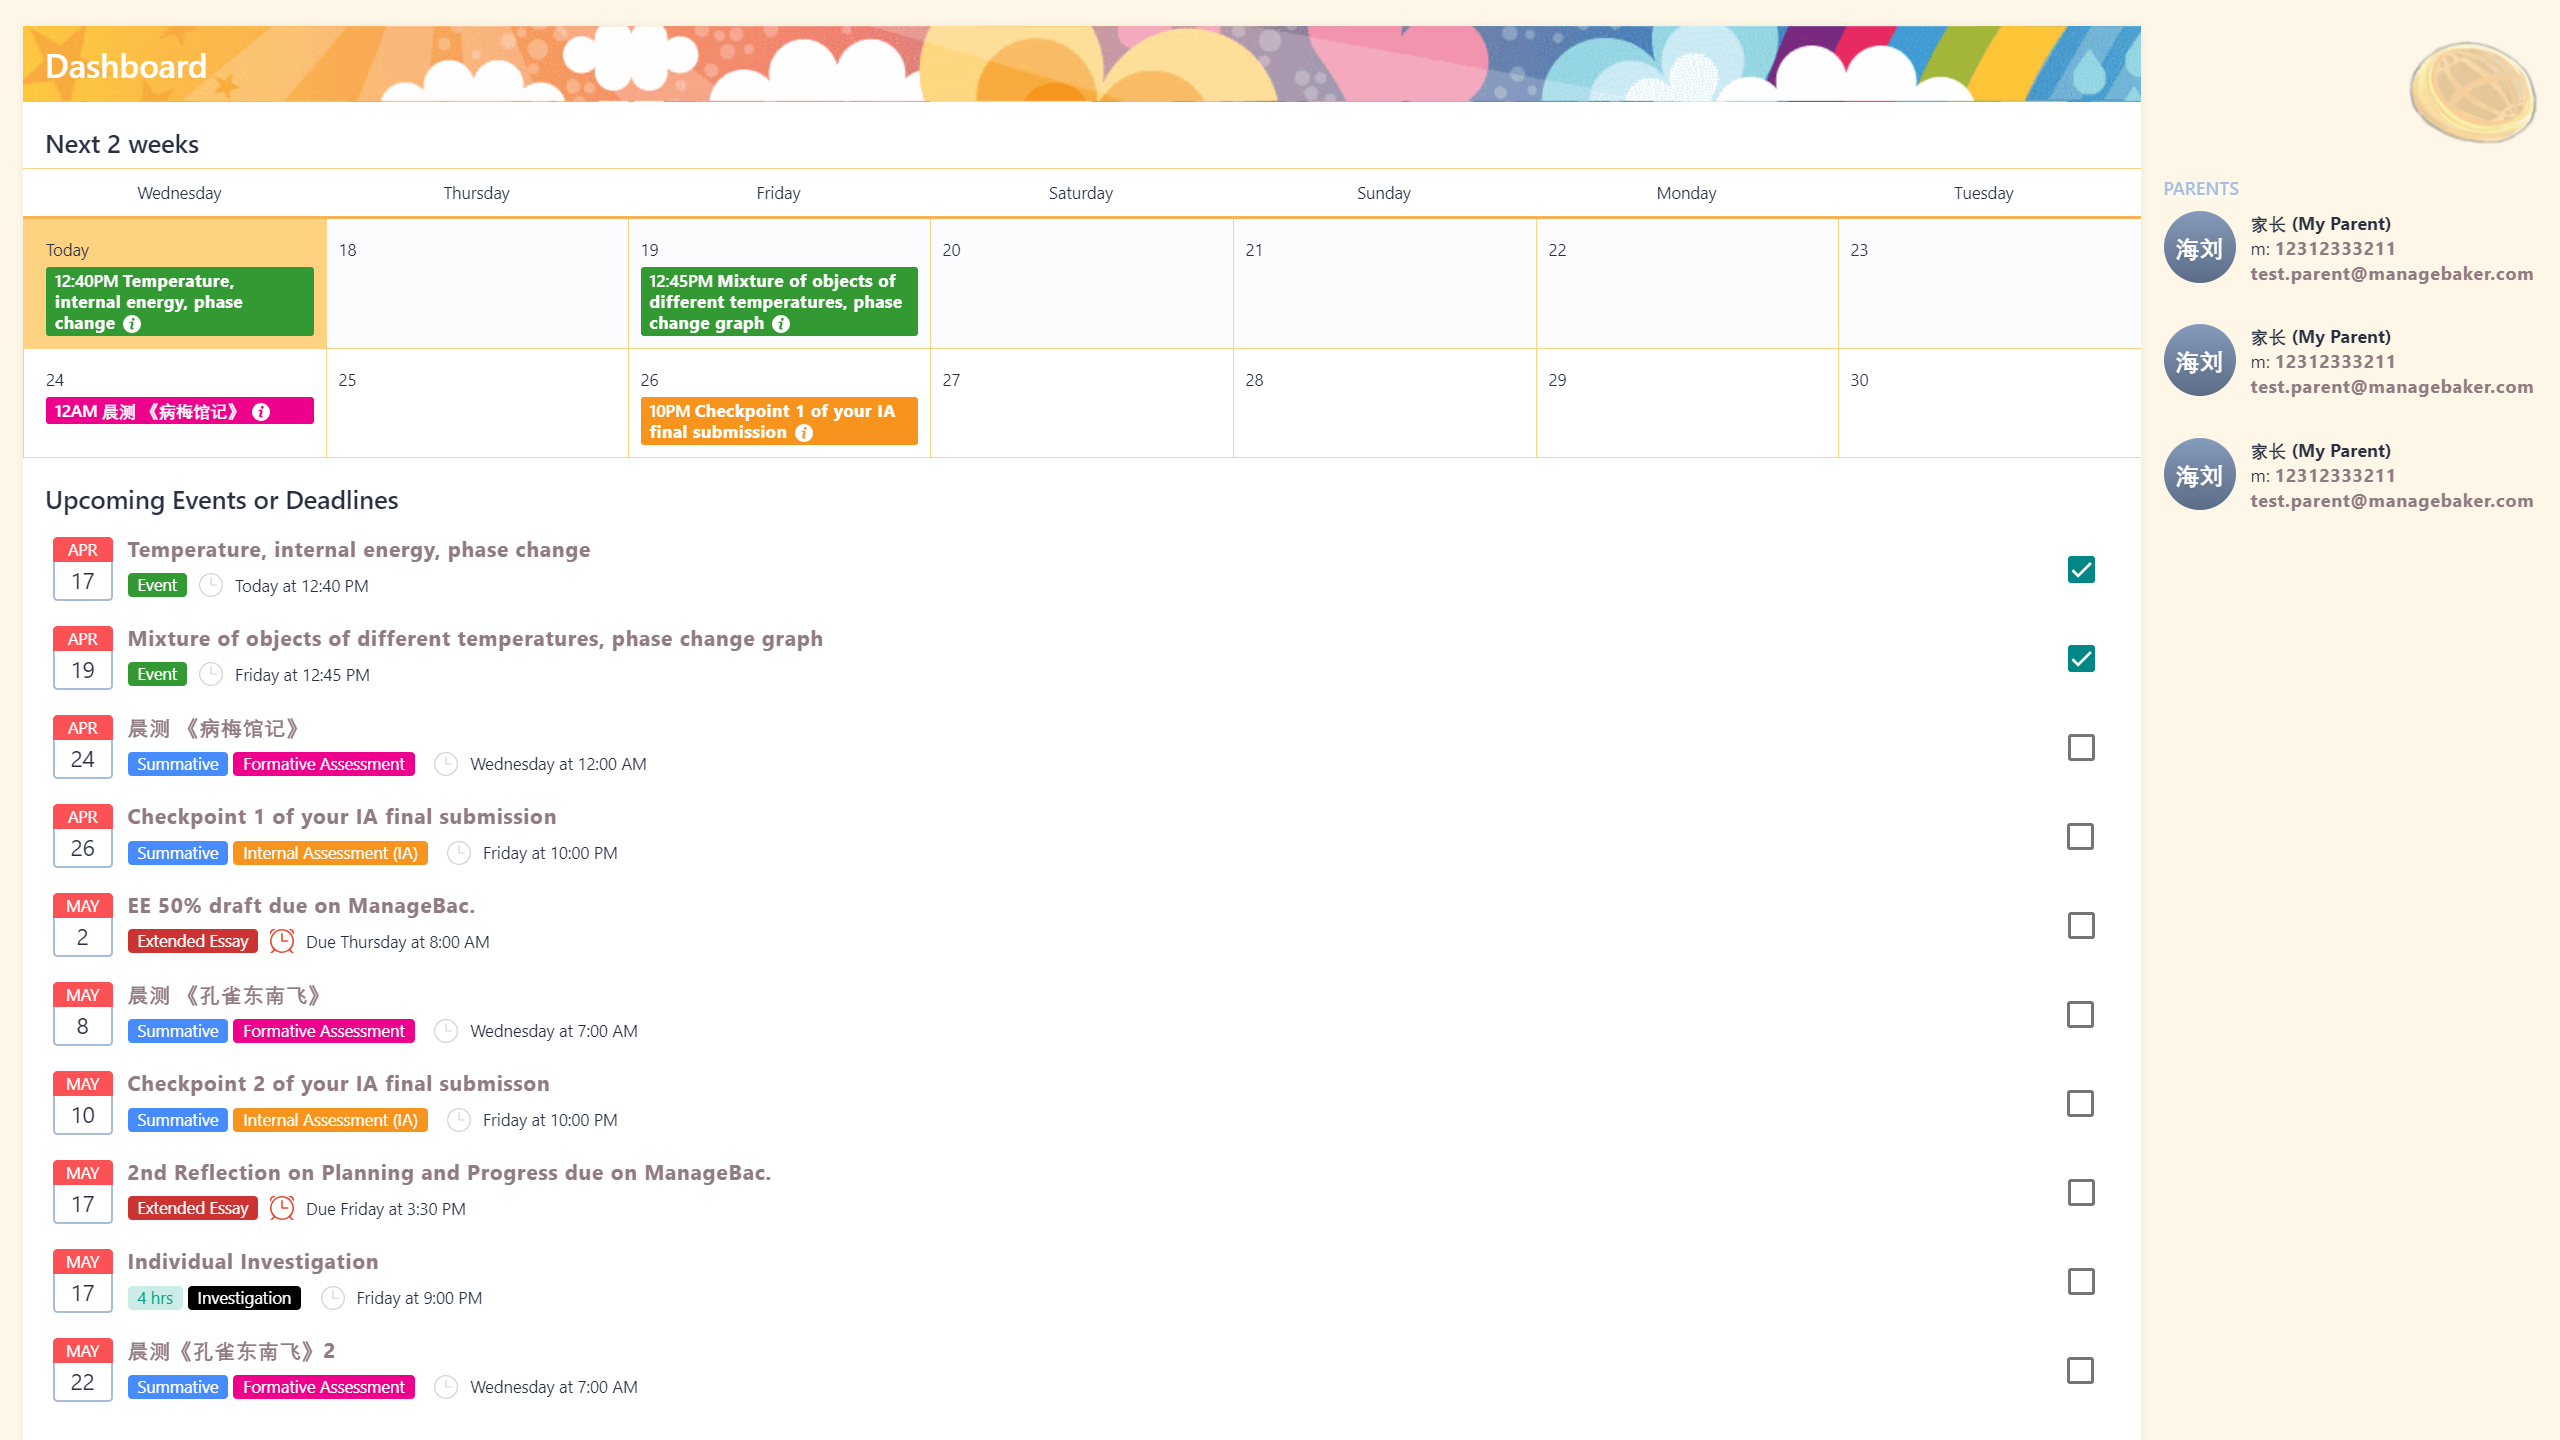 Dashboard
Next 2 weeks
Wednesday Thursday Friday Saturday Sunday Monday Tuesday
Today 18 19 20 21 22 23
12:40PM Temperature,
internal energy, phase
change
12:45PM Mixture of objects of
different temperatures, phase
change graph
24 25 26 27 28 29 30
12AM 晨测 《病梅馆记》
10PM Checkpoint 1 of your IA
final submission
Upcoming Events or Deadlines
APR
17
Temperature, internal energy, phase change
Event Today at 12:40 PM
APR
19
Mixture of objects of different temperatures, phase change graph
Event Friday at 12:45 PM
APR
24
晨测 《病梅馆记》
Summative Formative Assessment Wednesday at 12:00 AM
APR
26
Checkpoint 1 of your IA final submission
Summative Internal Assessment (IA) Friday at 10:00 PM
MAY
2
EE 50% draft due on ManageBac.
Extended Essay Due Thursday at 8:00 AM
MAY
8
晨测 《孔雀东南飞》
Summative Formative Assessment Wednesday at 7:00 AM
MAY
10
Checkpoint 2 of your IA final submisson
Summative Internal Assessment (IA) Friday at 10:00 PM
MAY
17
2nd Reflection on Planning and Progress due on ManageBac.
Extended Essay Due Friday at 3:30 PM
MAY
17
Individual Investigation
4 hrs Investigation Friday at 9:00 PM
MAY
22
晨测《孔雀东南飞》2
Summative Formative Assessment Wednesday at 7:00 AM
PARENTS
海刘
家长 (My Parent)
m: 12312333211
test.parent@managebaker.com
海刘
家长 (My Parent)
m: 12312333211
test.parent@managebaker.com
海刘
家长 (My Parent)
m: 12312333211
test.parent@managebaker.com